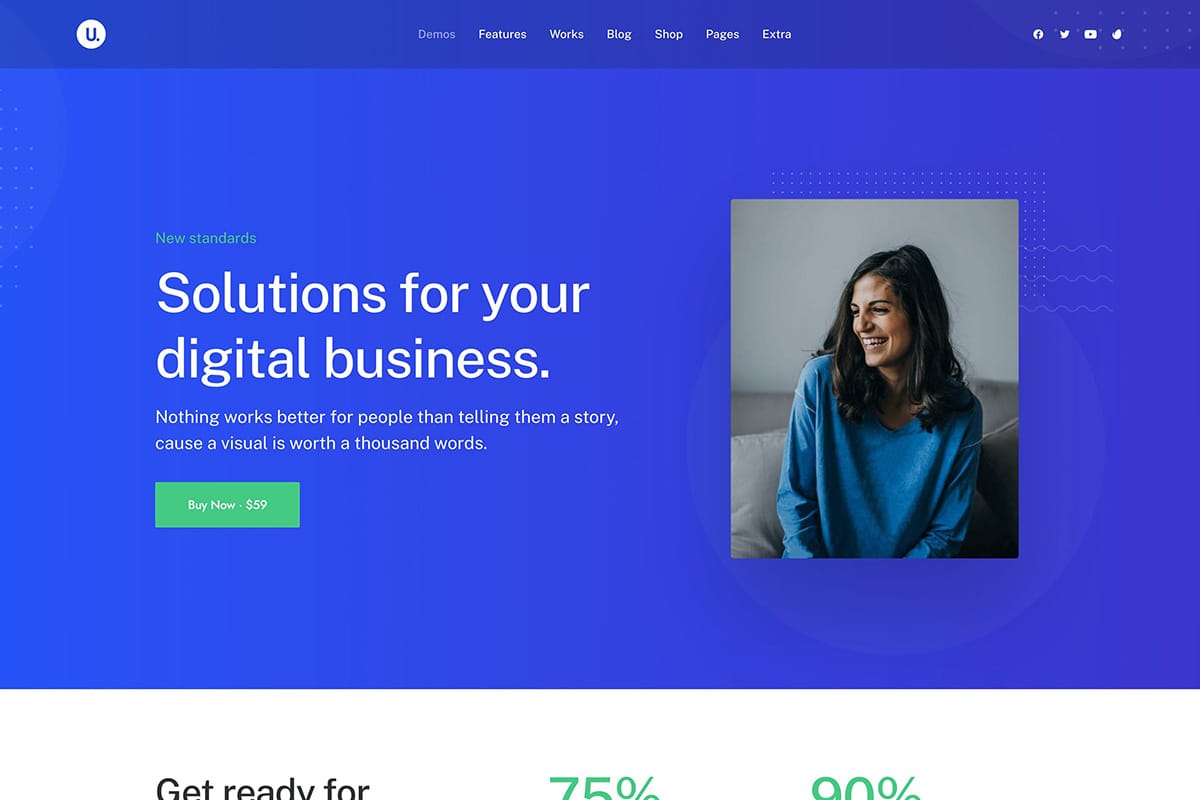 U.
Demos Features Works Blog Shop Pages Extra
New standards
Solutions for your
digital business.
Nothing works better for people than telling them a story,
cause a visual is worth a thousand words.
Buy Now · $59
Get ready for
75% 90%